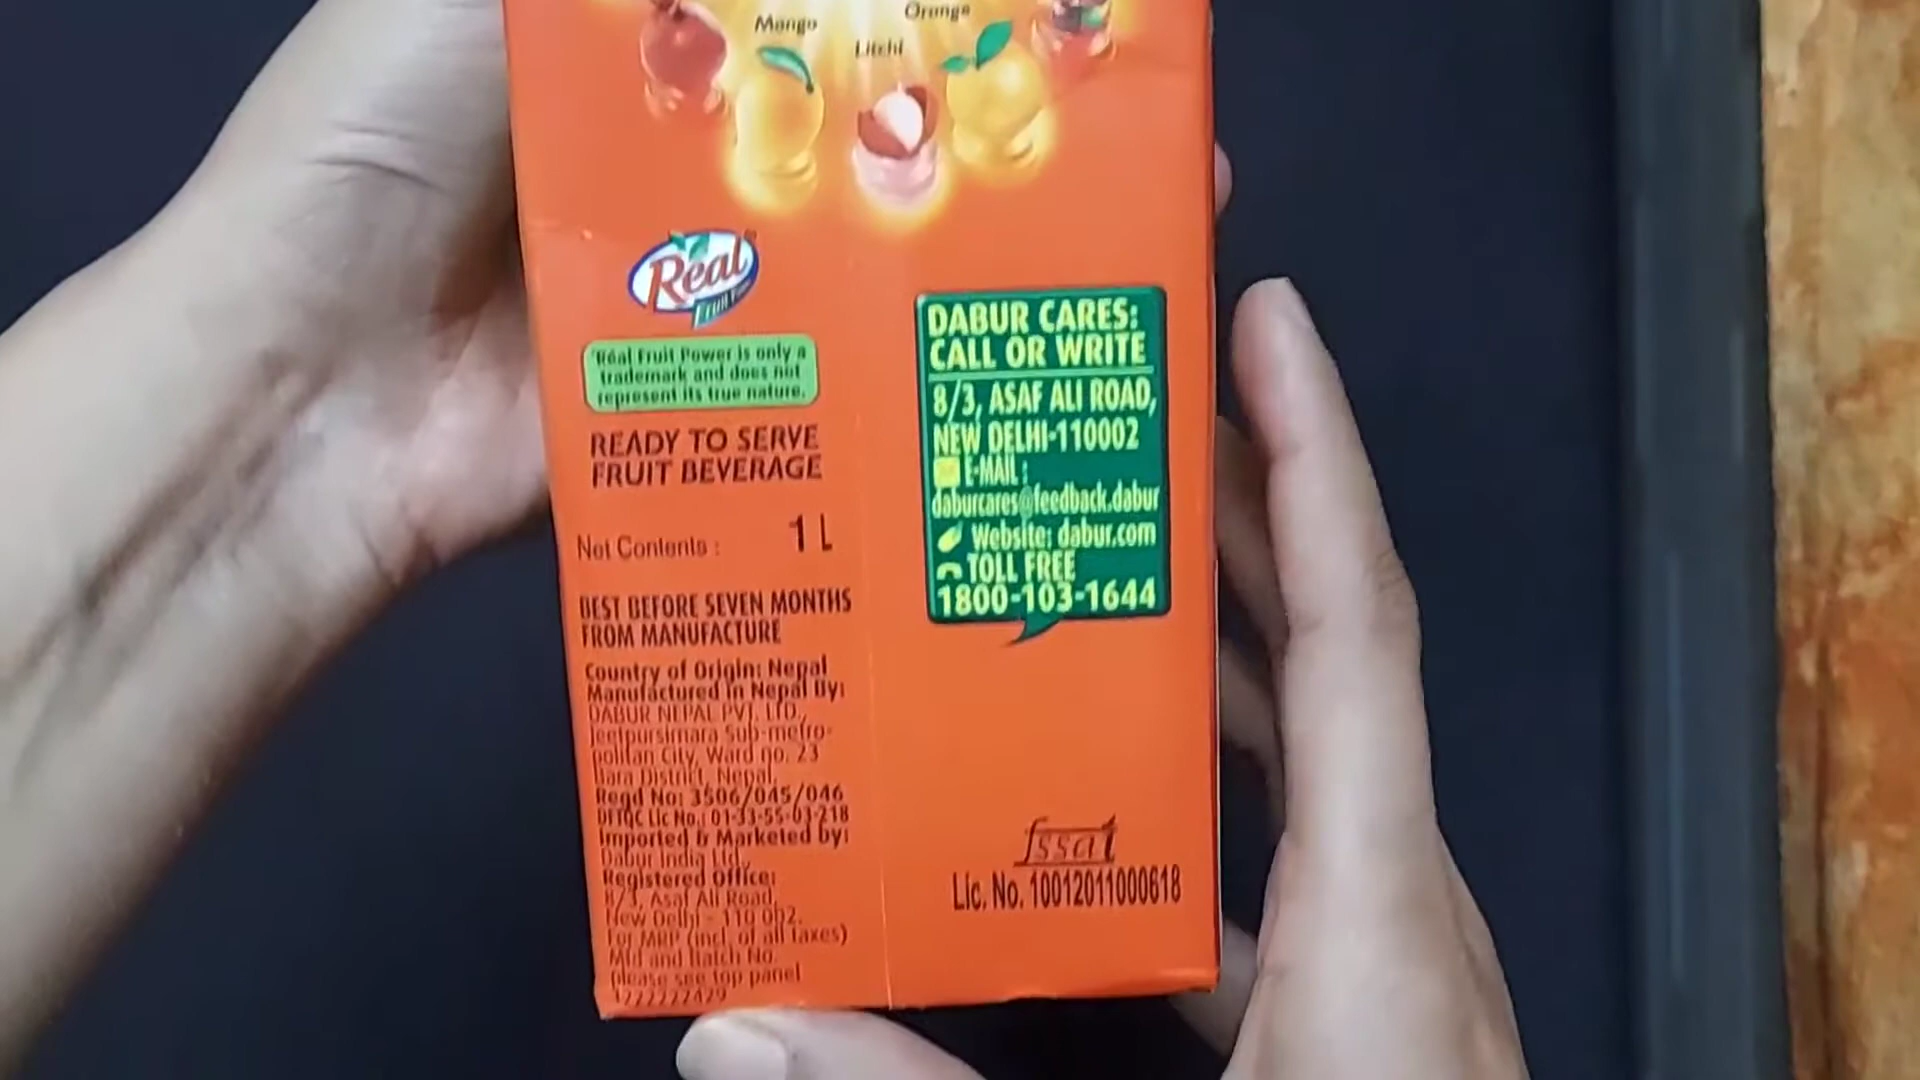 Mango
Orange
Litchi
Real
Fruit
"Real Fruit Power is only a
trademark and does not
represent its true nature.
READY TO SERVE
FRUIT BEVERAGE
Net Contents : 1 L
BEST BEFORE SEVEN MONTHS
FROM MANUFACTURE
Country of Origin: Nepal
Manufactured in Nepal By:
DABUR NEPAL PVT. LTD.,
Jeetpursimara Sub-metro-
politan City, Ward no. 23
Bara District, Nepal.
Regd No: 3506/045/046
DFTQC Lic No.: 01-33-55-03-218
Imported & Marketed by:
Dabur India Ltd.,
Registered Office:
8/3, Asaf Ali Road,
New Delhi - 110 002.
For MRP (incl. of all taxes)
Mfd and Batch No.
please see top panel
1222222429
DABUR CARES:
CALL OR WRITE
8/3, ASAF ALI ROAD,
NEW DELHI-110002
E-MAIL :
daburcares@feedback.dabur
Website: dabur.com
TOLL FREE
1800-103-1644
fssai
Lic. No. 10012011000618